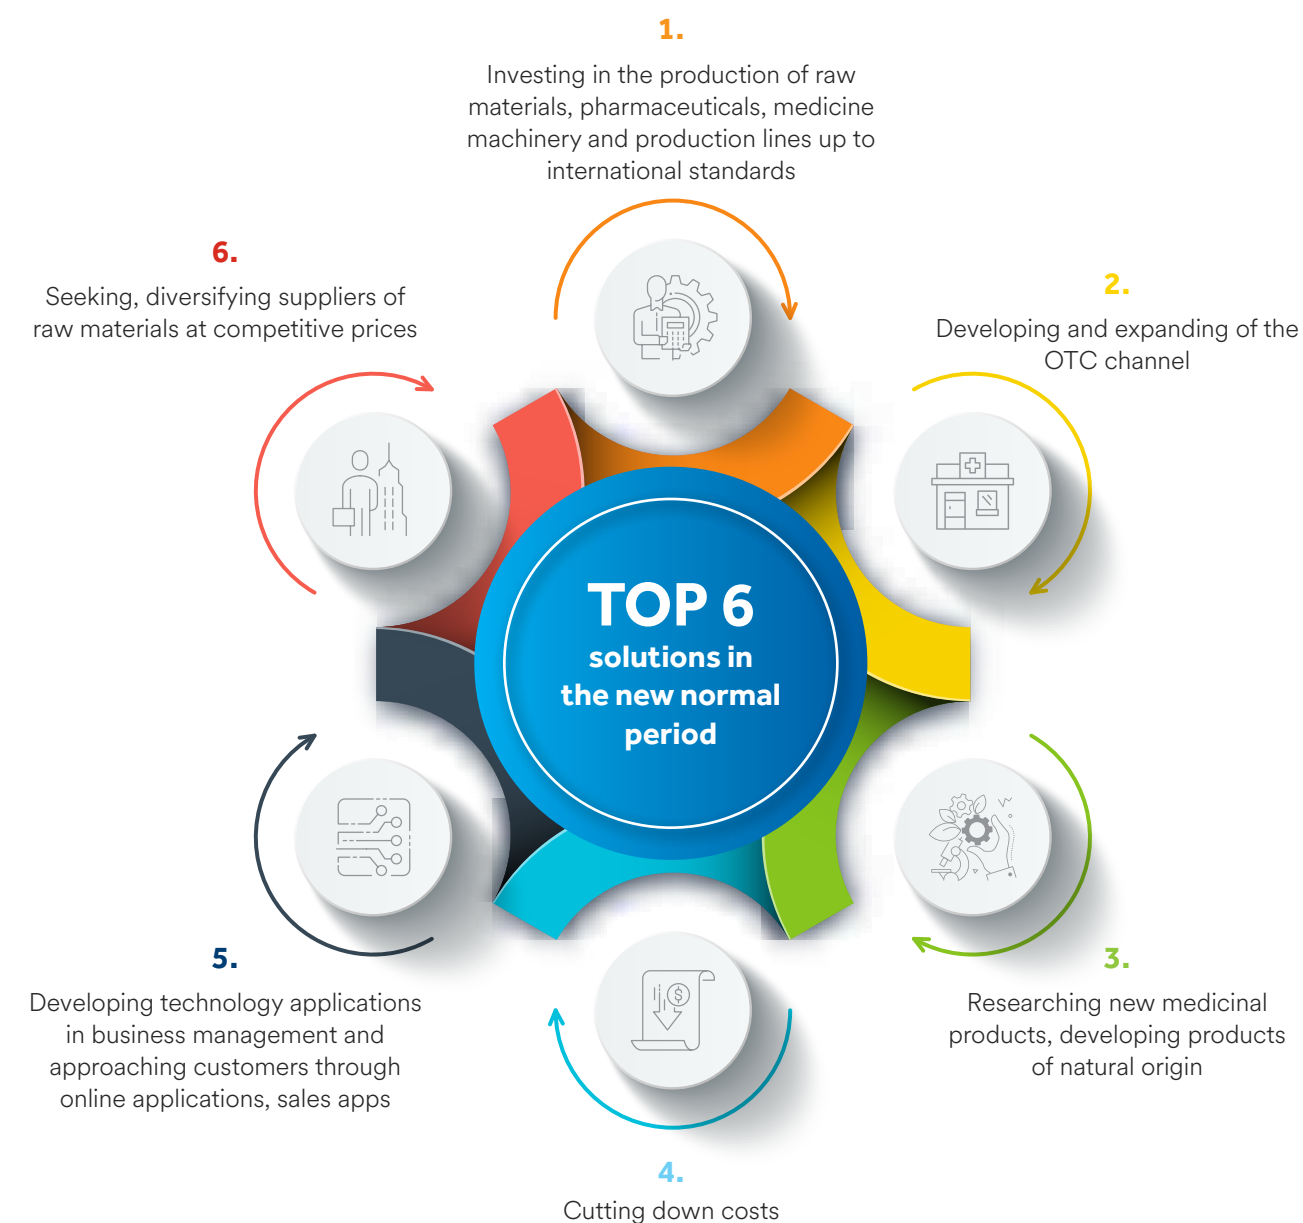 1.
Investing in the production of raw
materials, pharmaceuticals, medicine
machinery and production lines up to
international standards
2.
Developing and expanding of the
OTC channel
3.
Researching new medicinal
products, developing products
of natural origin
4.
Cutting down costs
5.
Developing technology applications
in business management and
approaching customers through
online applications, sales apps
6.
Seeking, diversifying suppliers of
raw materials at competitive prices
TOP 6
solutions in
the new normal
period
$